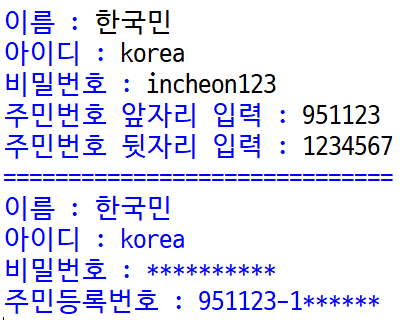 이름 : 한국민
아이디 : korea
비밀번호 : incheon123
주민번호 앞자리 입력 : 951123
주민번호 뒷자리 입력 : 1234567
==============================
이름 : 한국민
아이디 : korea
비밀번호 : **********
주민등록번호 : 951123-1******